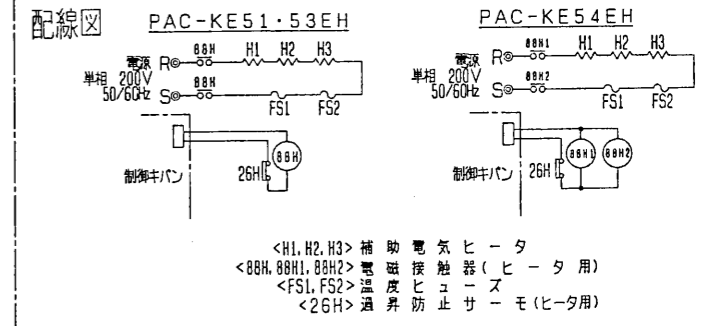 配線図
PAC-KE51・53EH
電源
単相 200V
50/60Hz
R
S
88H
88H
H1
H2
H3
FS1
FS2
制御キバン
26H
88H
PAC-KE54EH
電源
単相 200V
50/60Hz
R
S
88H1
88H2
H1
H2
H3
FS1
FS2
制御キバン
26H
88H1
88H2
<H1,H2,H3> 補助電気ヒータ
<88H,88H1,88H2> 電磁接触器(ヒータ用)
<FS1,FS2> 温度ヒューズ
<26H> 過昇防止サーモ(ヒータ用)